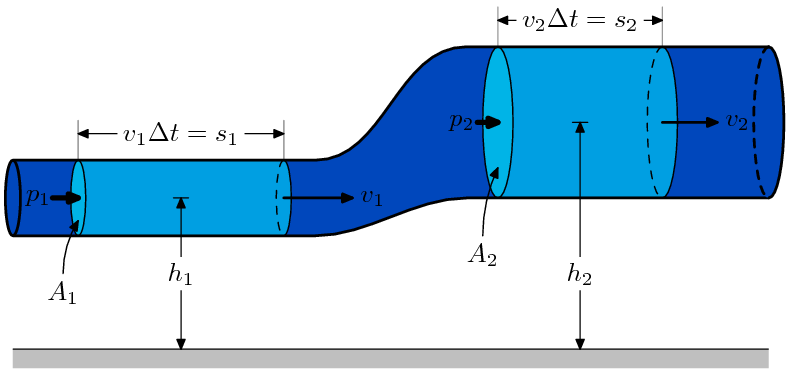 v₂Δt = s₂
v₁Δt = s₁
p₂
v₂
p₁
v₁
A₂
h₁
h₂
A₁